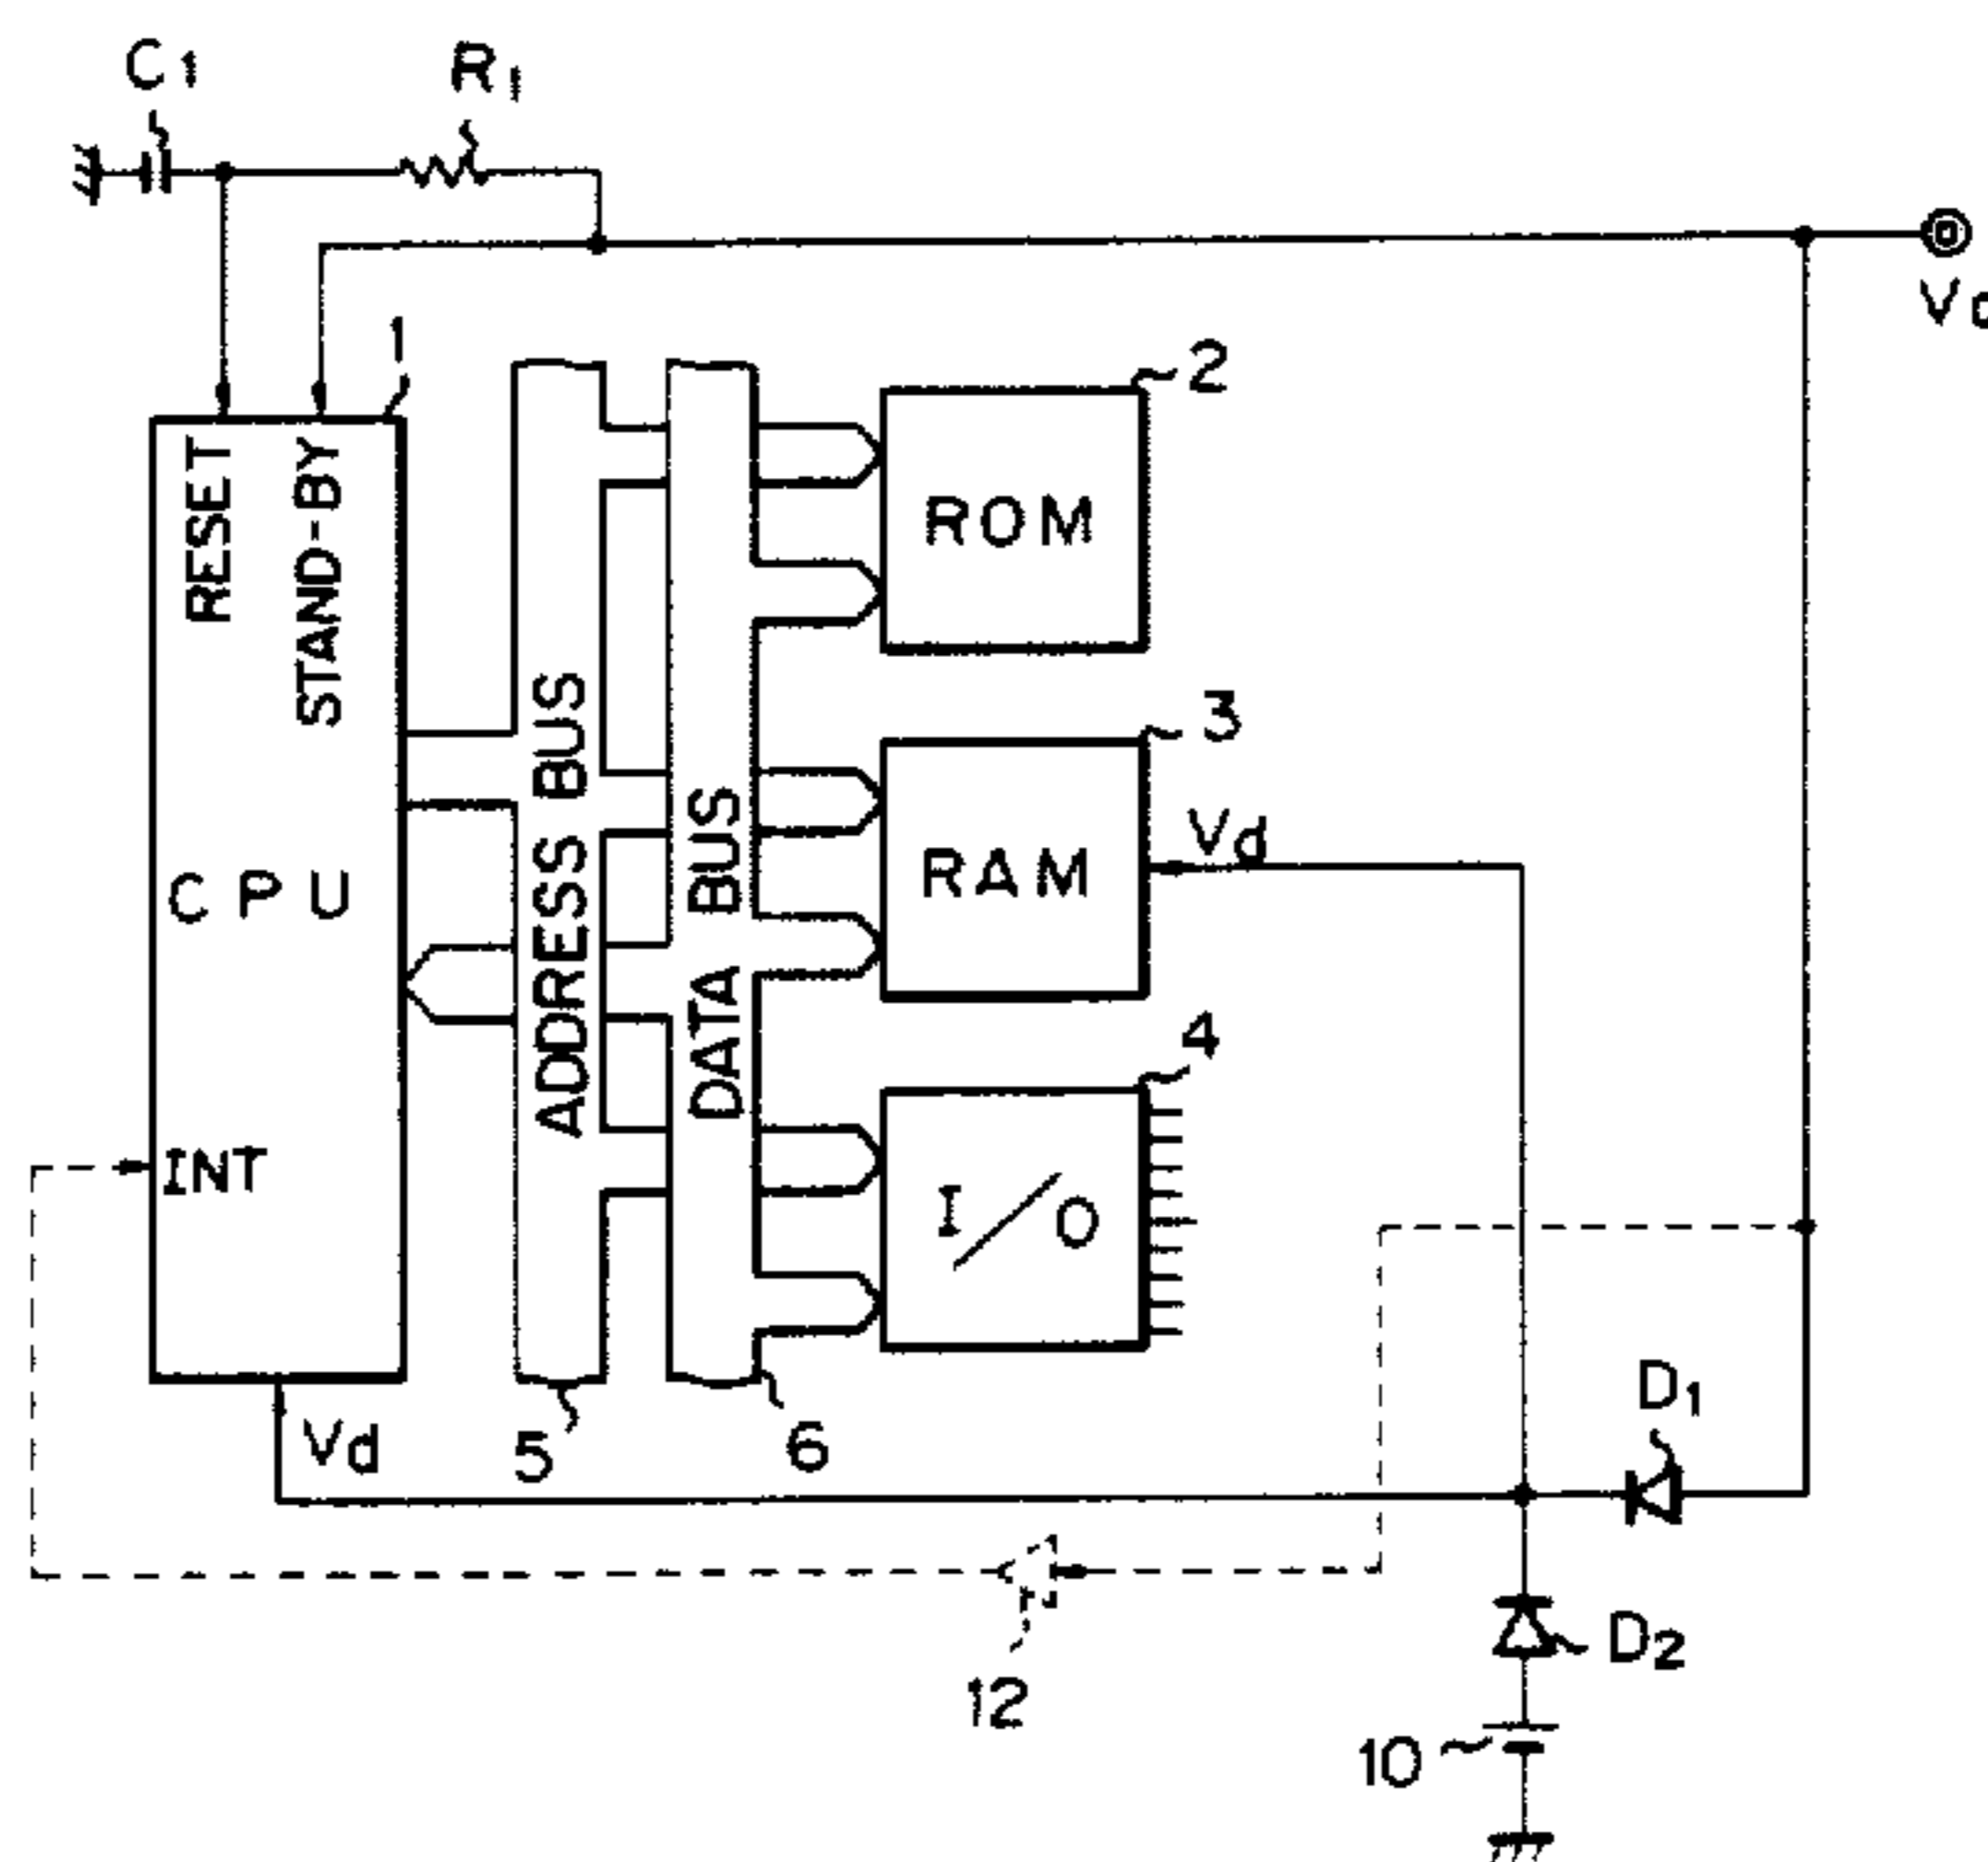 C1
R1
1
2
RESET
STAND-BY
ROM
ADDRESS BUS
DATA BUS
3
Vd
RAM
CPU
4
INT
I/O
D1
Vd
5
6
D2
12
10